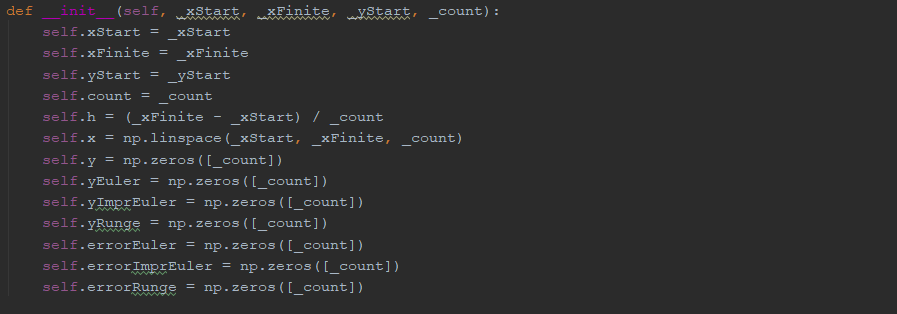 def __init__(self, _xStart, _xFinite, _yStart, _count):
self.xStart = _xStart
self.xFinite = _xFinite
self.yStart = _yStart
self.count = _count
self.h = (_xFinite - _xStart) / _count
self.x = np.linspace(_xStart, _xFinite, _count)
self.y = np.zeros([_count])
self.yEuler = np.zeros([_count])
self.yImprEuler = np.zeros([_count])
self.yRunge = np.zeros([_count])
self.errorEuler = np.zeros([_count])
self.errorImprEuler = np.zeros([_count])
self.errorRunge = np.zeros([_count])